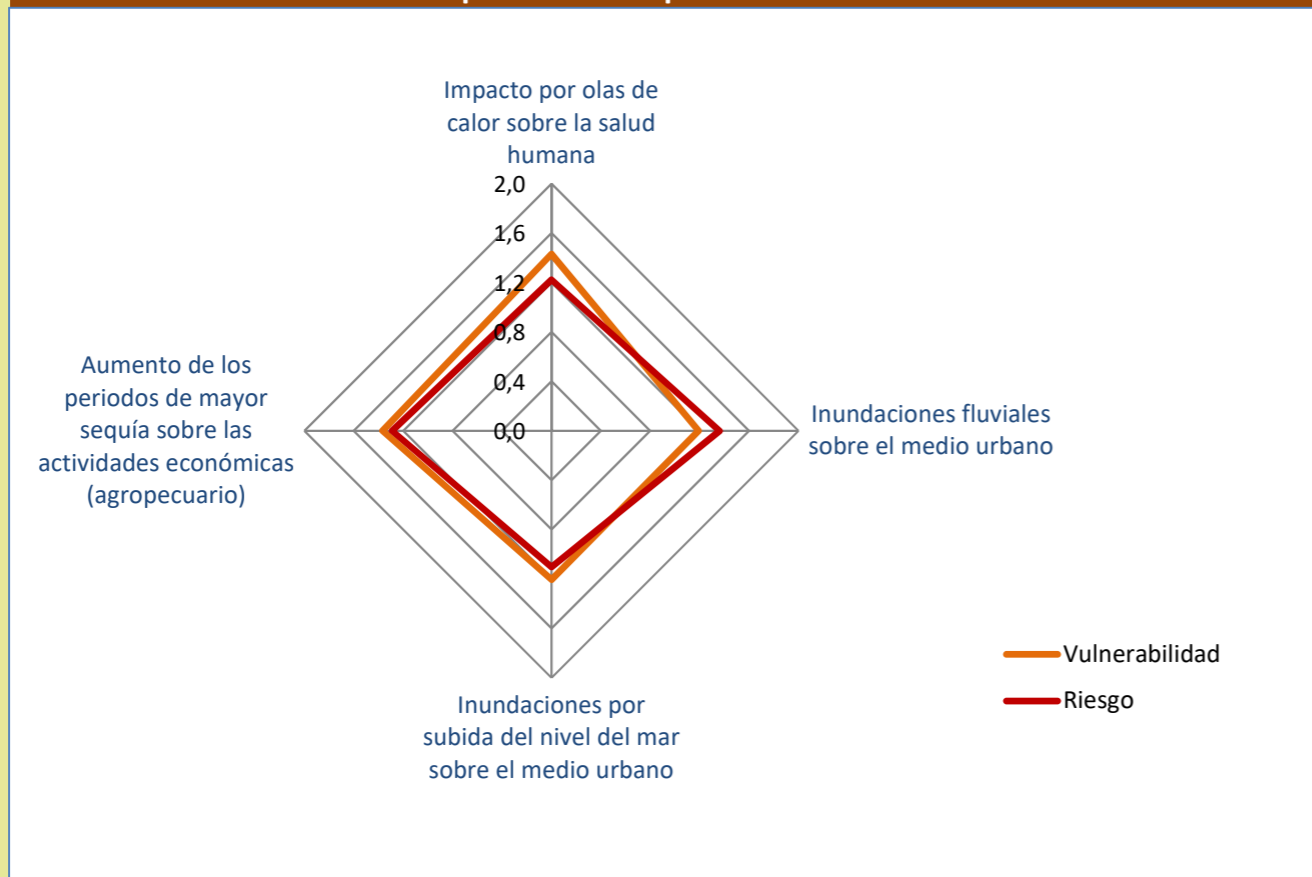 Impacto por olas de
calor sobre la salud
humana
2,0
1,6
1,2
0,8
0,4
0,0
Aumento de los
periodos de mayor
sequía sobre las
actividades económicas
(agropecuario)
Inundaciones fluviales
sobre el medio urbano
Inundaciones por
subida del nivel del mar
sobre el medio urbano
Vulnerabilidad
Riesgo